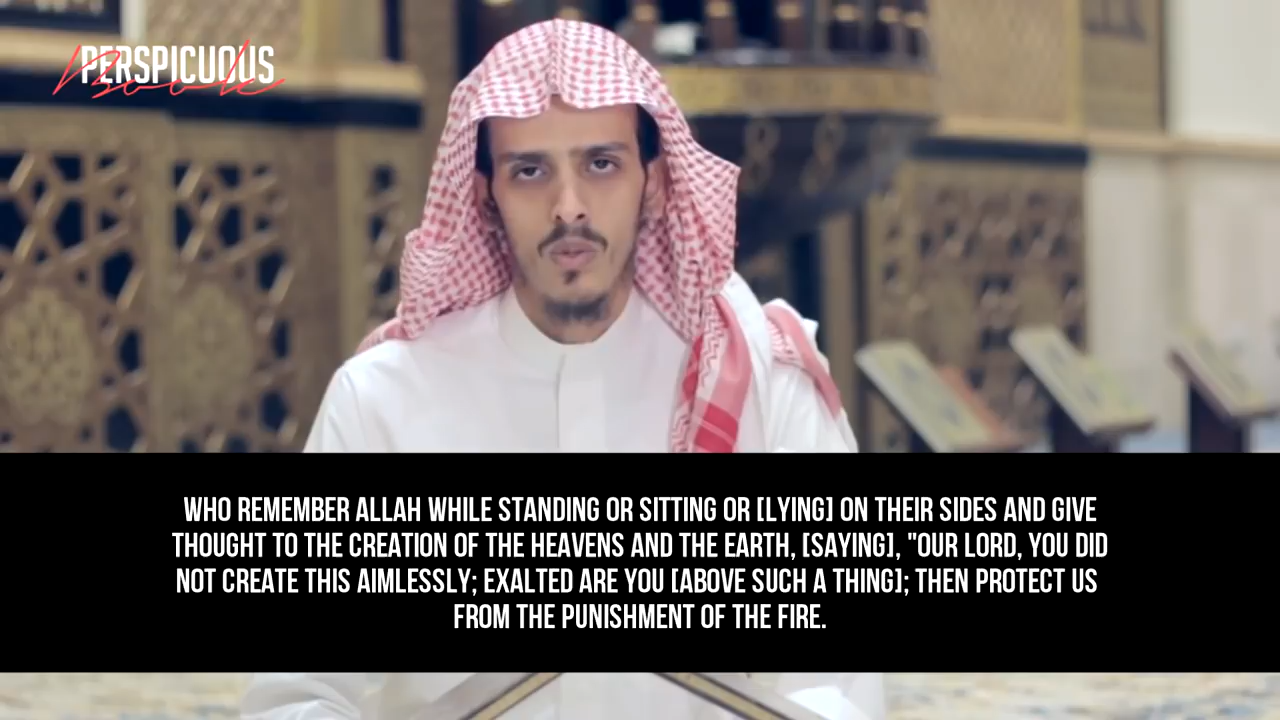 PERSPICUOUS
Book
WHO REMEMBER ALLAH WHILE STANDING OR SITTING OR [LYING] ON THEIR SIDES AND GIVE
THOUGHT TO THE CREATION OF THE HEAVENS AND THE EARTH, [SAYING], "OUR LORD, YOU DID
NOT CREATE THIS AIMLESSLY; EXALTED ARE YOU [ABOVE SUCH A THING]; THEN PROTECT US
FROM THE PUNISHMENT OF THE FIRE.